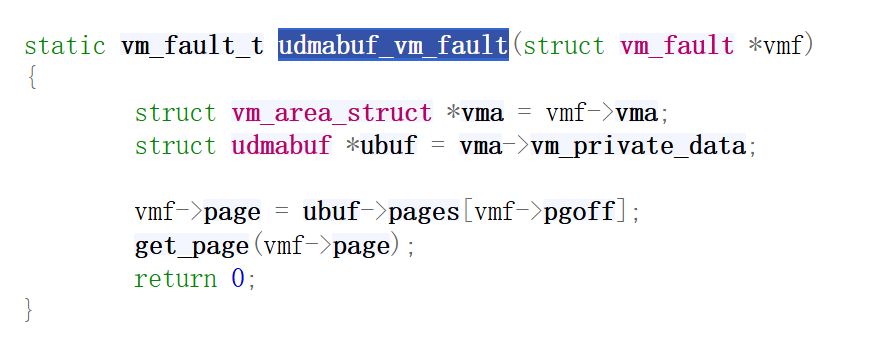 static vm_fault_t udmabuf_vm_fault(struct vm_fault *vmf)
{
        struct vm_area_struct *vma = vmf->vma;
        struct udmabuf *ubuf = vma->vm_private_data;

        vmf->page = ubuf->pages[vmf->pgoff];
        get_page(vmf->page);
        return 0;
}